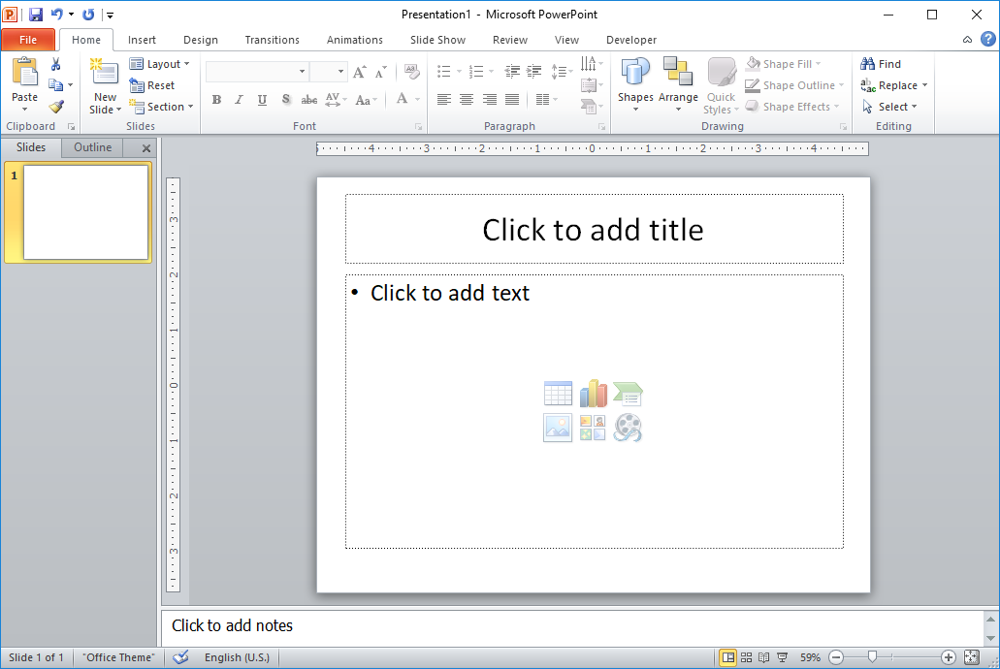 Presentation1 - Microsoft PowerPoint
File Home Insert Design Transitions Animations Slide Show Review View Developer
Paste
New
Slide
Layout
Reset
Section
B I U S abc AV Aa A
Shapes
Arrange
Quick
Styles
Shape Fill
Shape Outline
Shape Effects
Find
Replace
Select
Clipboard Slides Font Paragraph Drawing Editing
Slides Outline
4 3 2 1 0 1 2 3 4
1
3
2
1
0
1
2
3
Click to add title
• Click to add text
Click to add notes
Slide 1 of 1 "Office Theme" English (U.S.) 59%